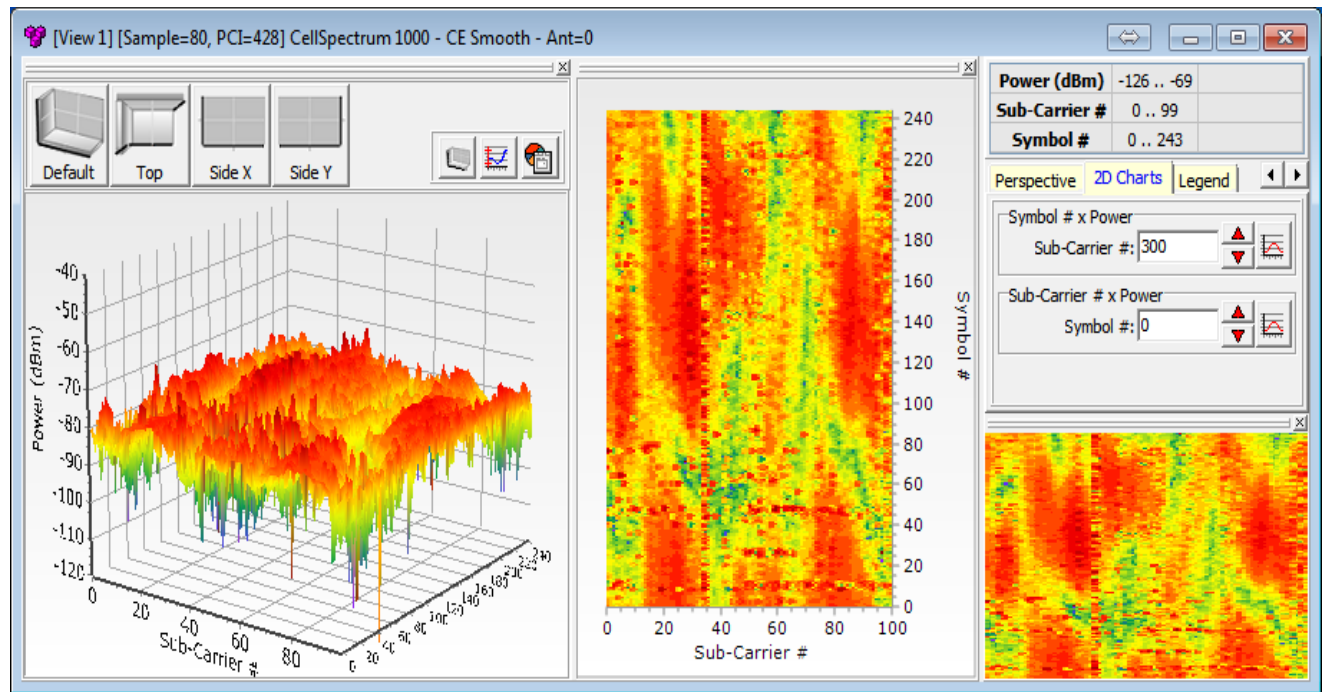 [View 1] [Sample=80, PCI=428] CellSpectrum 1000 - CE Smooth - Ant=0
Default Top Side X Side Y
-40
-50
-60
-70
-80
-90
-100
-110
-120
Power (dBm)
0 20 40 60 80
Sub-Carrier #
0 20
240
220
200
180
160
140
120
100
80
60
40
20
0
Symbol #
0 20 40 60 80 100
Sub-Carrier #
Power (dBm) -126 .. -69
Sub-Carrier # 0 .. 99
Symbol # 0 .. 243
Perspective 2D Charts Legend
Symbol # x Power
Sub-Carrier #: 300
Sub-Carrier # x Power
Symbol #: 0